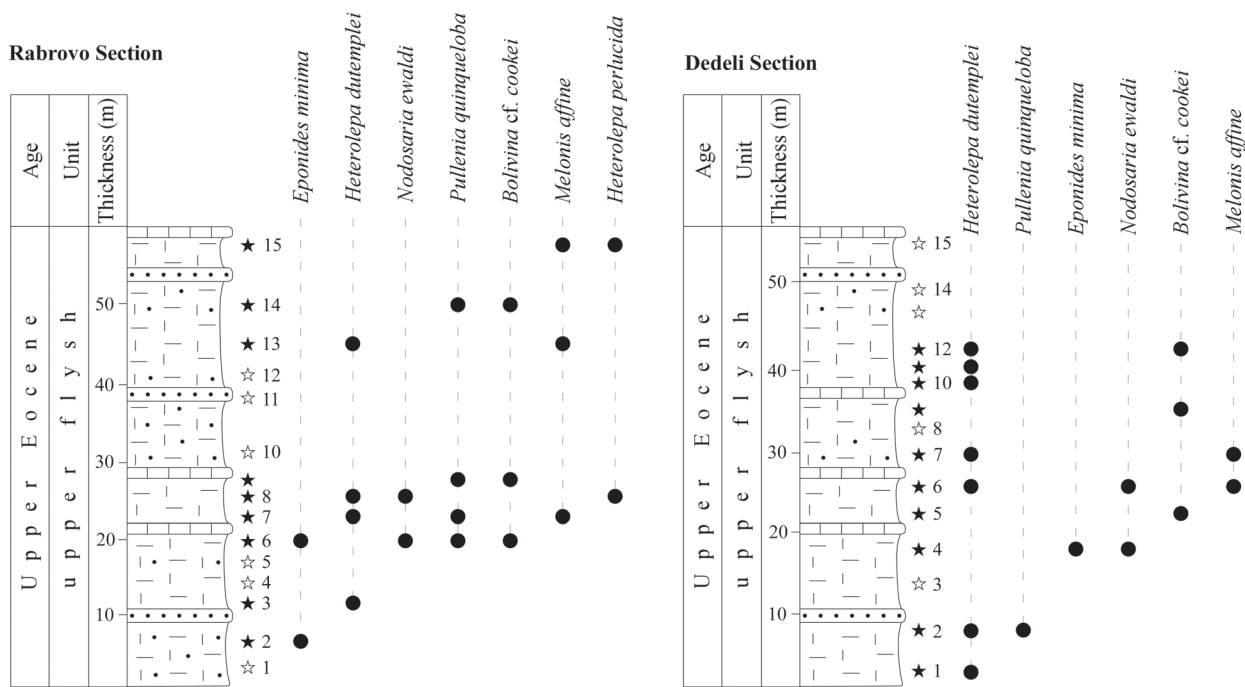 Rabrovo Section
Age
Unit
Thickness (m)
Eponides minima
Heterolepa dutemplei
Nodosaria ewaldi
Pullenia quinqueloba
Bolivina cf. cookei
Melonis affine
Heterolepa perlucida
Upper Eocene
upper flysch
50
40
30
20
10
15
14
13
12
11
10
8
7
6
5
4
3
2
1
Dedeli Section
Age
Unit
Thickness (m)
Heterolepa dutemplei
Pullenia quinqueloba
Eponides minima
Nodosaria ewaldi
Bolivina cf. cookei
Melonis affine
Upper Eocene
upper flysh
50
40
30
20
10
15
14
12
10
8
7
6
5
4
3
2
1